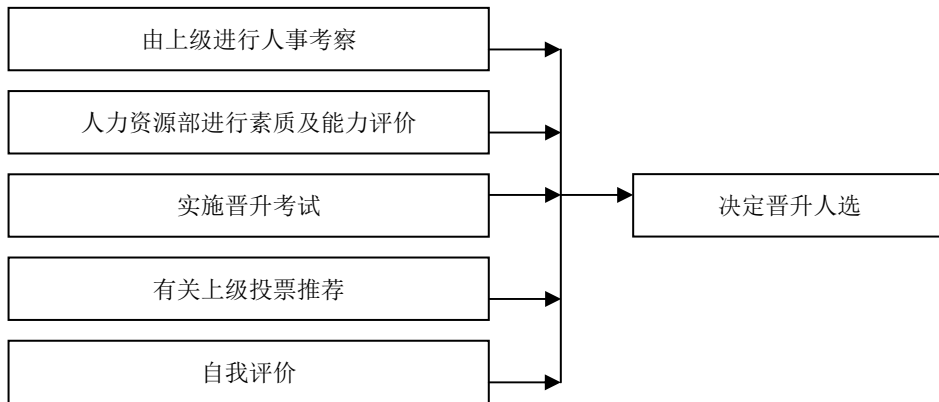 由上级进行人事考察
人力资源部进行素质及能力评价
实施晋升考试
决定晋升人选
有关上级投票推荐
自我评价